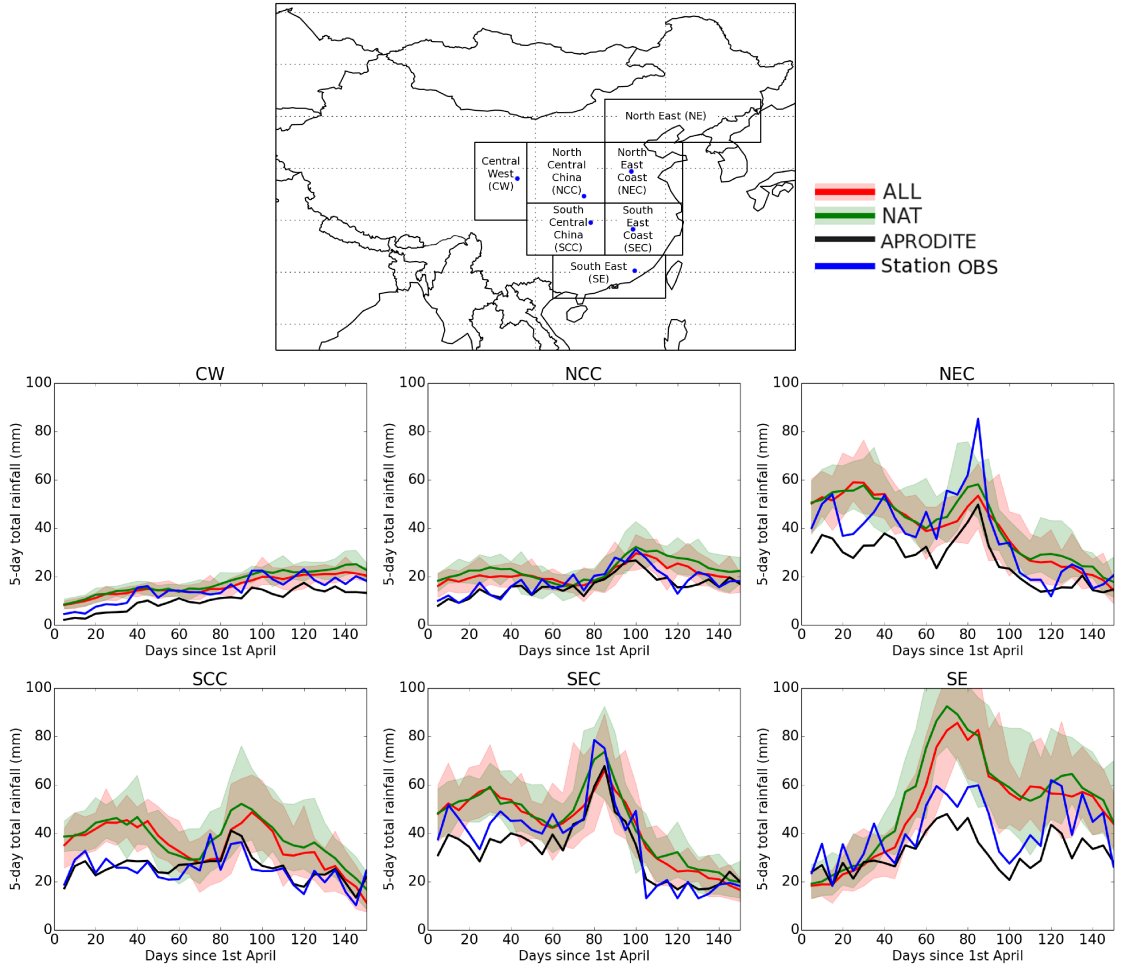 North East (NE)
Central
West
(CW)
North
Central
China
(NCC)
North
East
Coast
(NEC)
South
Central
China
(SCC)
South
East
Coast
(SEC)
South East
(SE)
ALL
NAT
APRODITE
Station OBS
CW
5-day total rainfall (mm)
100
80
60
40
20
0
0 20 40 60 80 100 120 140
Days since 1st April
NCC
5-day total rainfall (mm)
100
80
60
40
20
0
0 20 40 60 80 100 120 140
Days since 1st April
NEC
5-day total rainfall (mm)
100
80
60
40
20
0
0 20 40 60 80 100 120 140
Days since 1st April
SCC
5-day total rainfall (mm)
100
80
60
40
20
0
0 20 40 60 80 100 120 140
Days since 1st April
SEC
5-day total rainfall (mm)
100
80
60
40
20
0
0 20 40 60 80 100 120 140
Days since 1st April
SE
5-day total rainfall (mm)
100
80
60
40
20
0
0 20 40 60 80 100 120 140
Days since 1st April